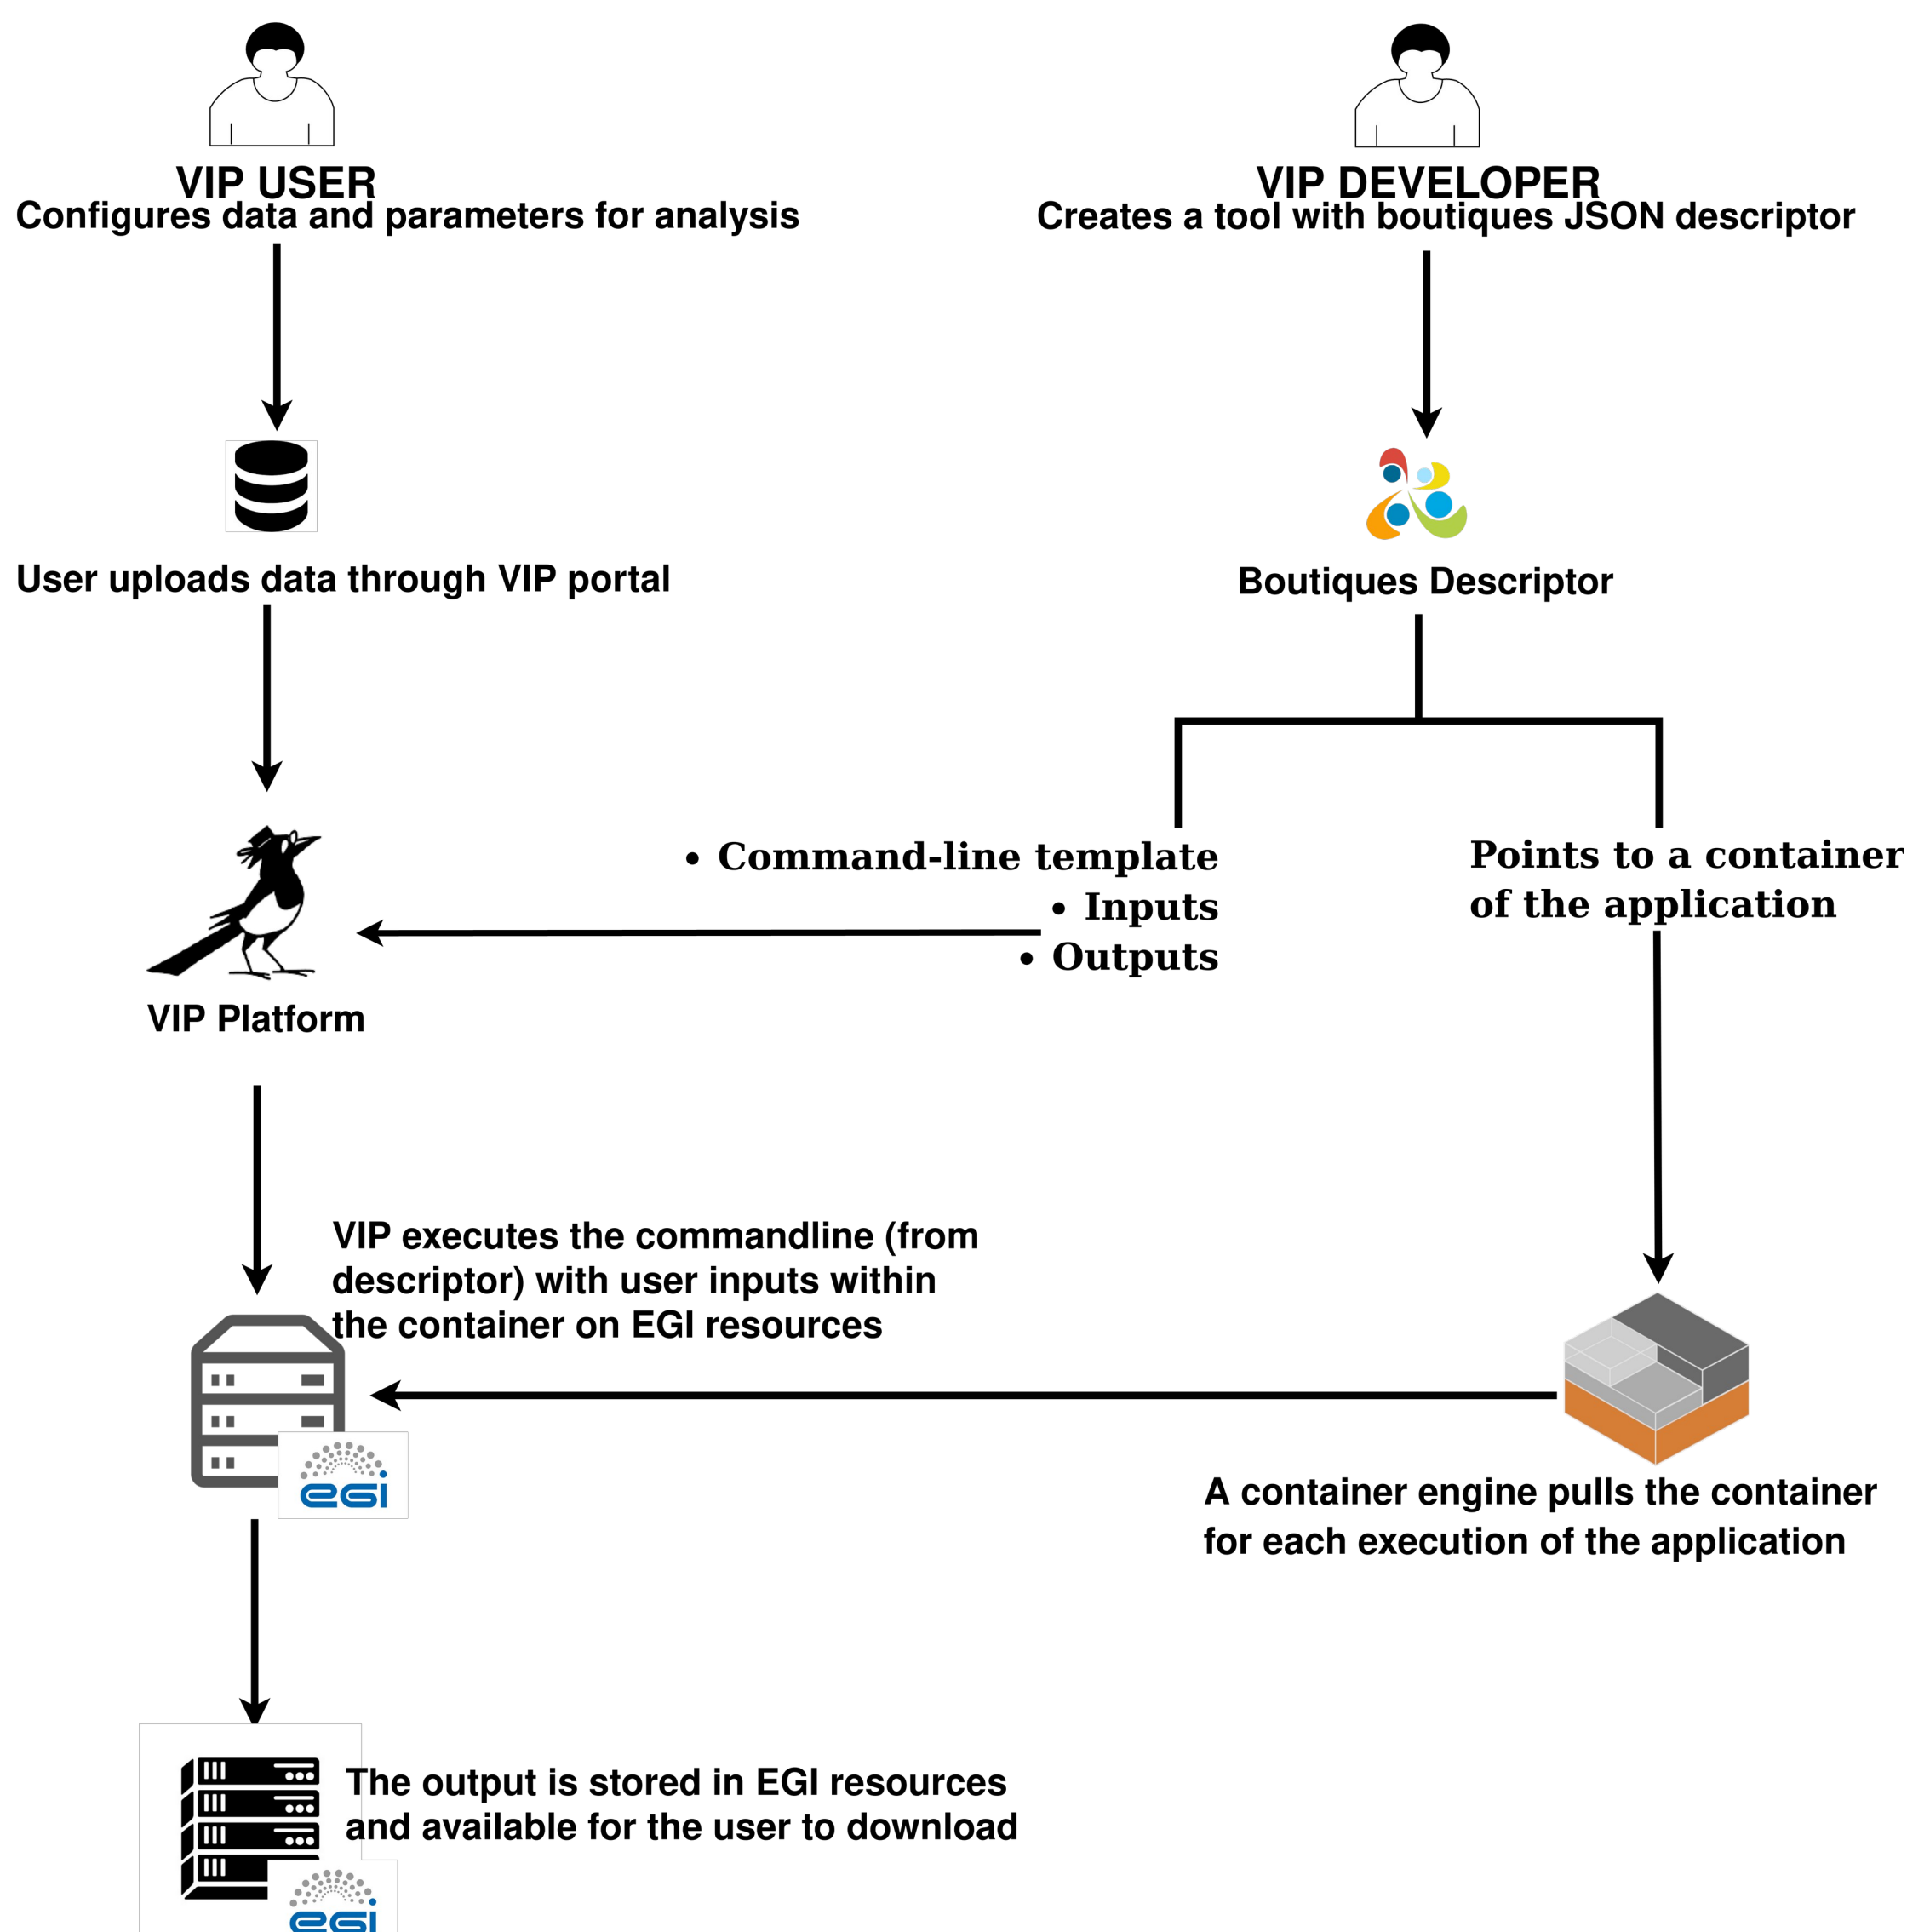 VIP USER
Configures data and parameters for analysis
VIP DEVELOPER
Creates a tool with boutiques JSON descriptor
User uploads data through VIP portal
Boutiques Descriptor
• Command-line template
• Inputs
• Outputs
Points to a container
of the application
VIP Platform
VIP executes the commandline (from
descriptor) with user inputs within
the container on EGI resources
egi
A container engine pulls the container
for each execution of the application
The output is stored in EGI resources
and available for the user to download
egi